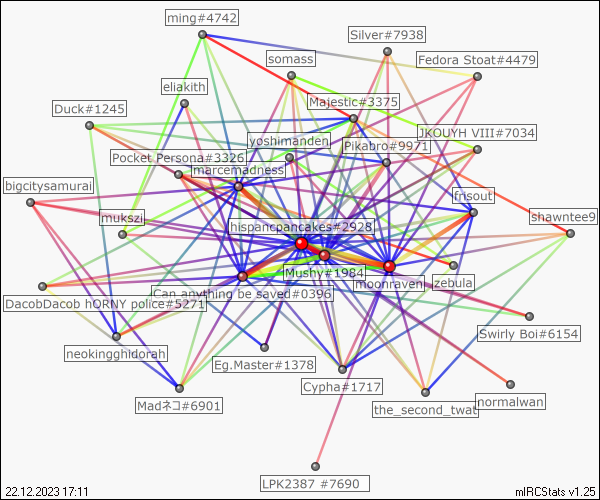 ming#4742
Silver#7938
somass
Fedora Stoat#4479
eliakith
Majestic#3375
Duck#1245
JKOUYH VIII#7034
yoshimanden
Pikabro#9971
Pocket Persona#3326
marcemadness
bigcitysamurai
frisout
mukszi
shawntee9
hispancpancakes#2928
Mushy#1984
moonraven
zebula
Can anything be saved#0396
DacobDacob hORNY police#5271
Swirly Boi#6154
neokingghidorah
Eg.Master#1378
Cypha#1717
Madネコ#6901
the_second_twat
normalwan
LPK2387 #7690
22.12.2023 17:11
mIRCStats v1.25